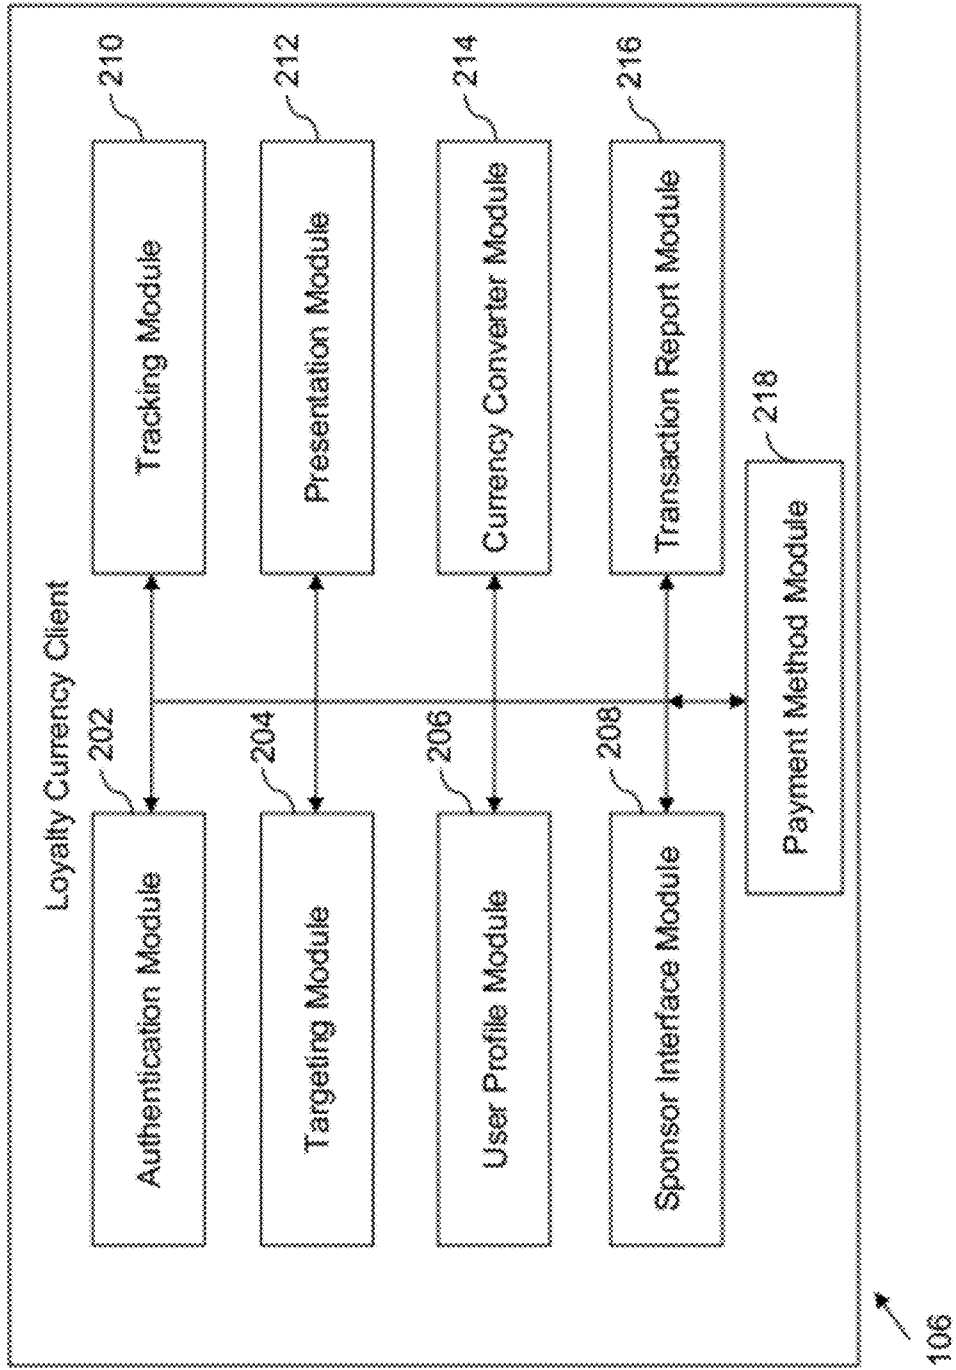 Loyalty Currency Client
202
Authentication Module
210
Tracking Module
204
Targeting Module
212
Presentation Module
206
User Profile Module
214
Currency Converter Module
208
Sponsor Interface Module
216
Transaction Report Module
218
Payment Method Module
106